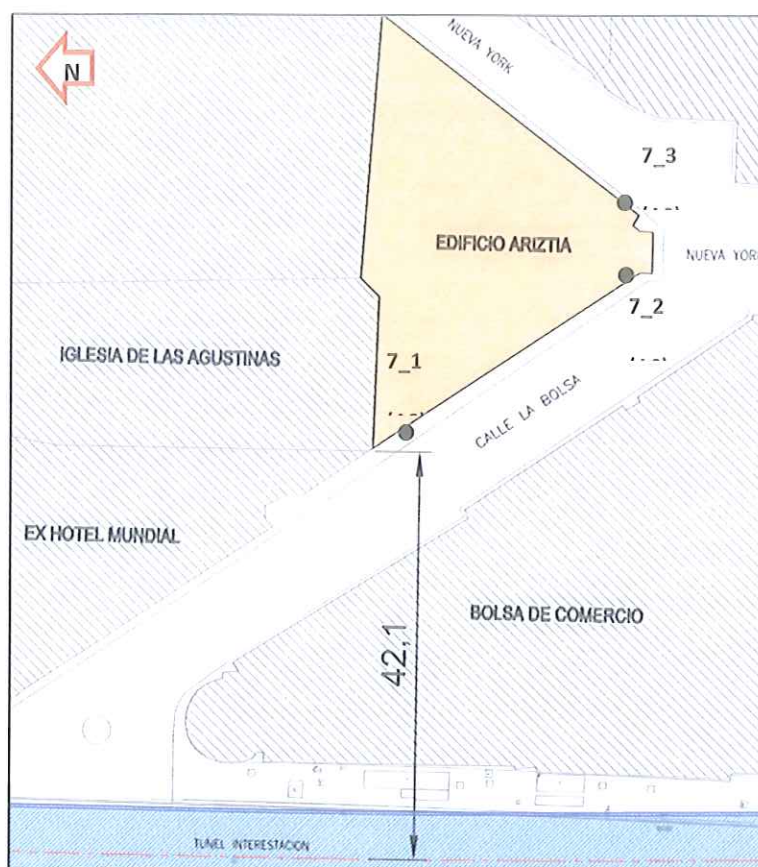 N
NUEVA YORK
7_3
EDIFICIO ARIZTIA
NUEVA YORK
7_2
IGLESIA DE LAS AGUSTINAS
7_1
CALLE LA BOLSA
EX HOTEL MUNDIAL
BOLSA DE COMERCIO
42,1
TUNEL INTERESTACION